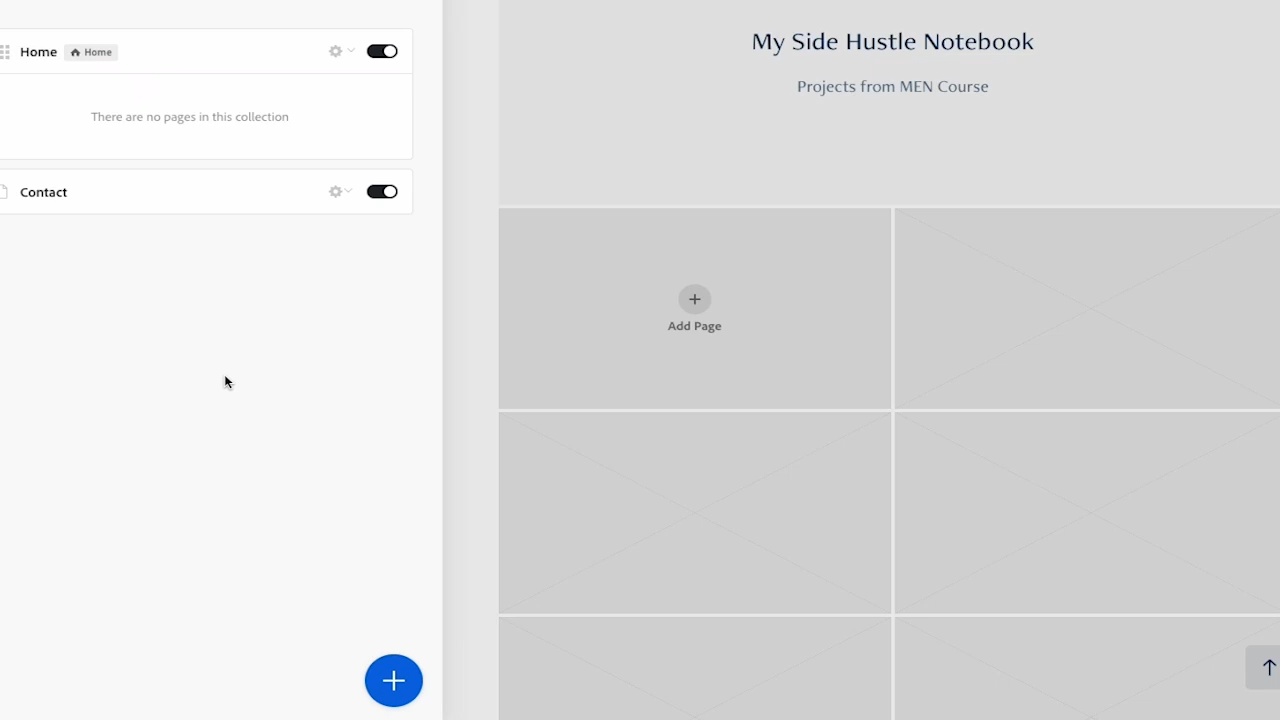 Home Home
There are no pages in this collection
Contact
My Side Hustle Notebook
Projects from MEN Course
Add Page